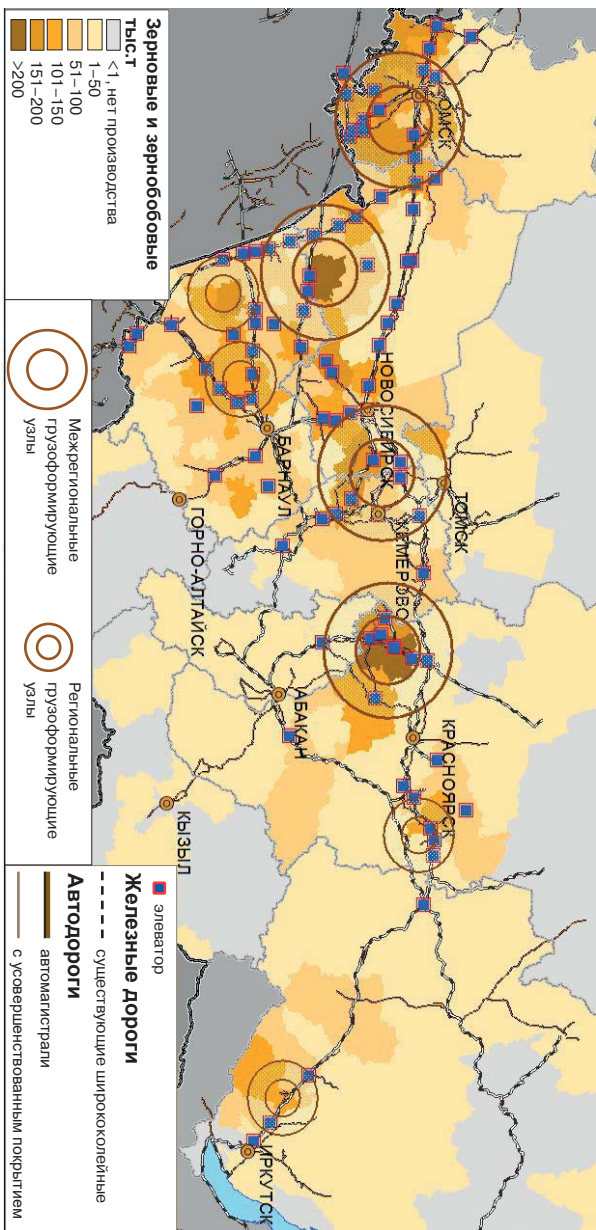 ОМСК
НОВОСИБИРСК
ТОМСК
КЕМЕРОВО
БАРНАУЛ
ГОРНО-АЛТАЙСК
КРАСНОЯРСК
АБАКАН
КЫЗЫЛ
ИРКУТСК
Зерновые и зернобобовые
тыс.т
<1, нет производства
1–50
51–100
101–150
151–200
>200
Межрегиональные
грузоформирующие
узлы
Региональные
грузоформирующие
узлы
элеватор
Железные дороги
существующие ширококолейные
Автодороги
автомагистрали
с усовершенствованным покрытием